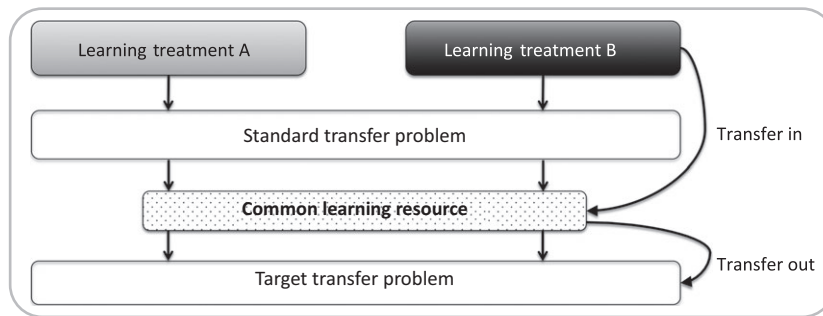 Learning treatment A
Learning treatment B
Standard transfer problem
Transfer in
Common learning resource
Transfer out
Target transfer problem